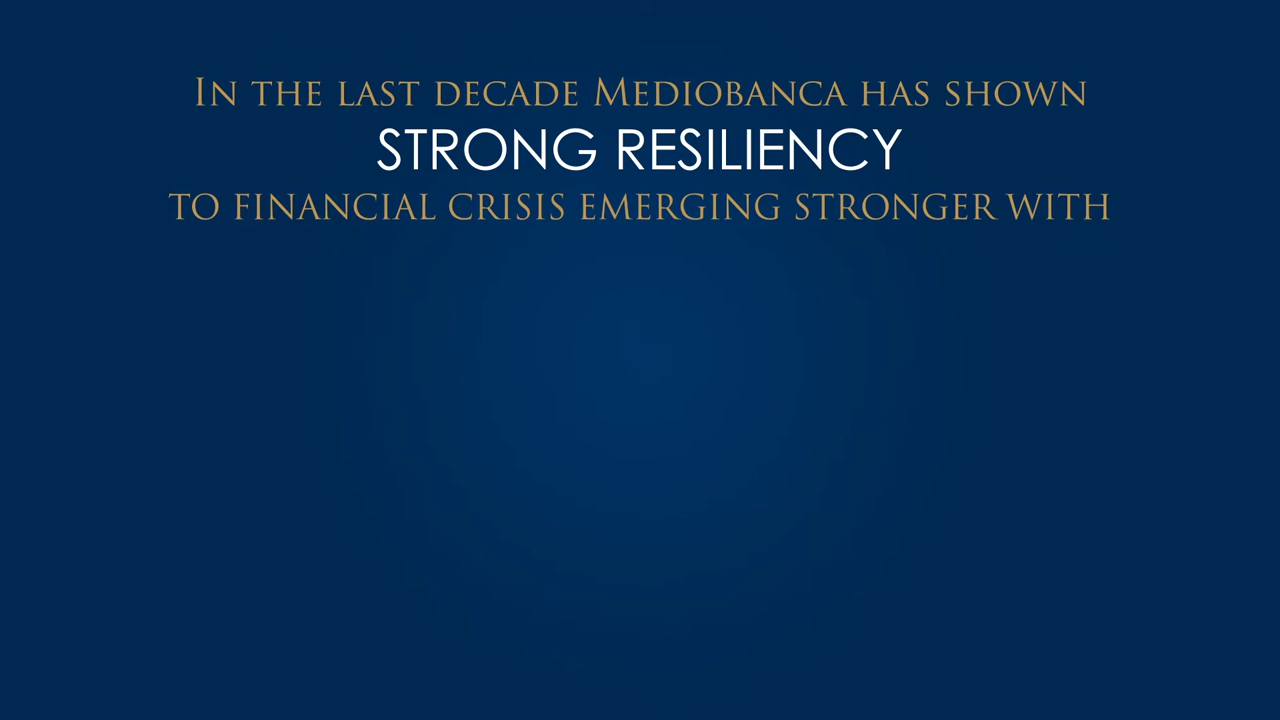 In the last decade Mediobanca has shown
STRONG RESILIENCY
to financial crisis emerging stronger with